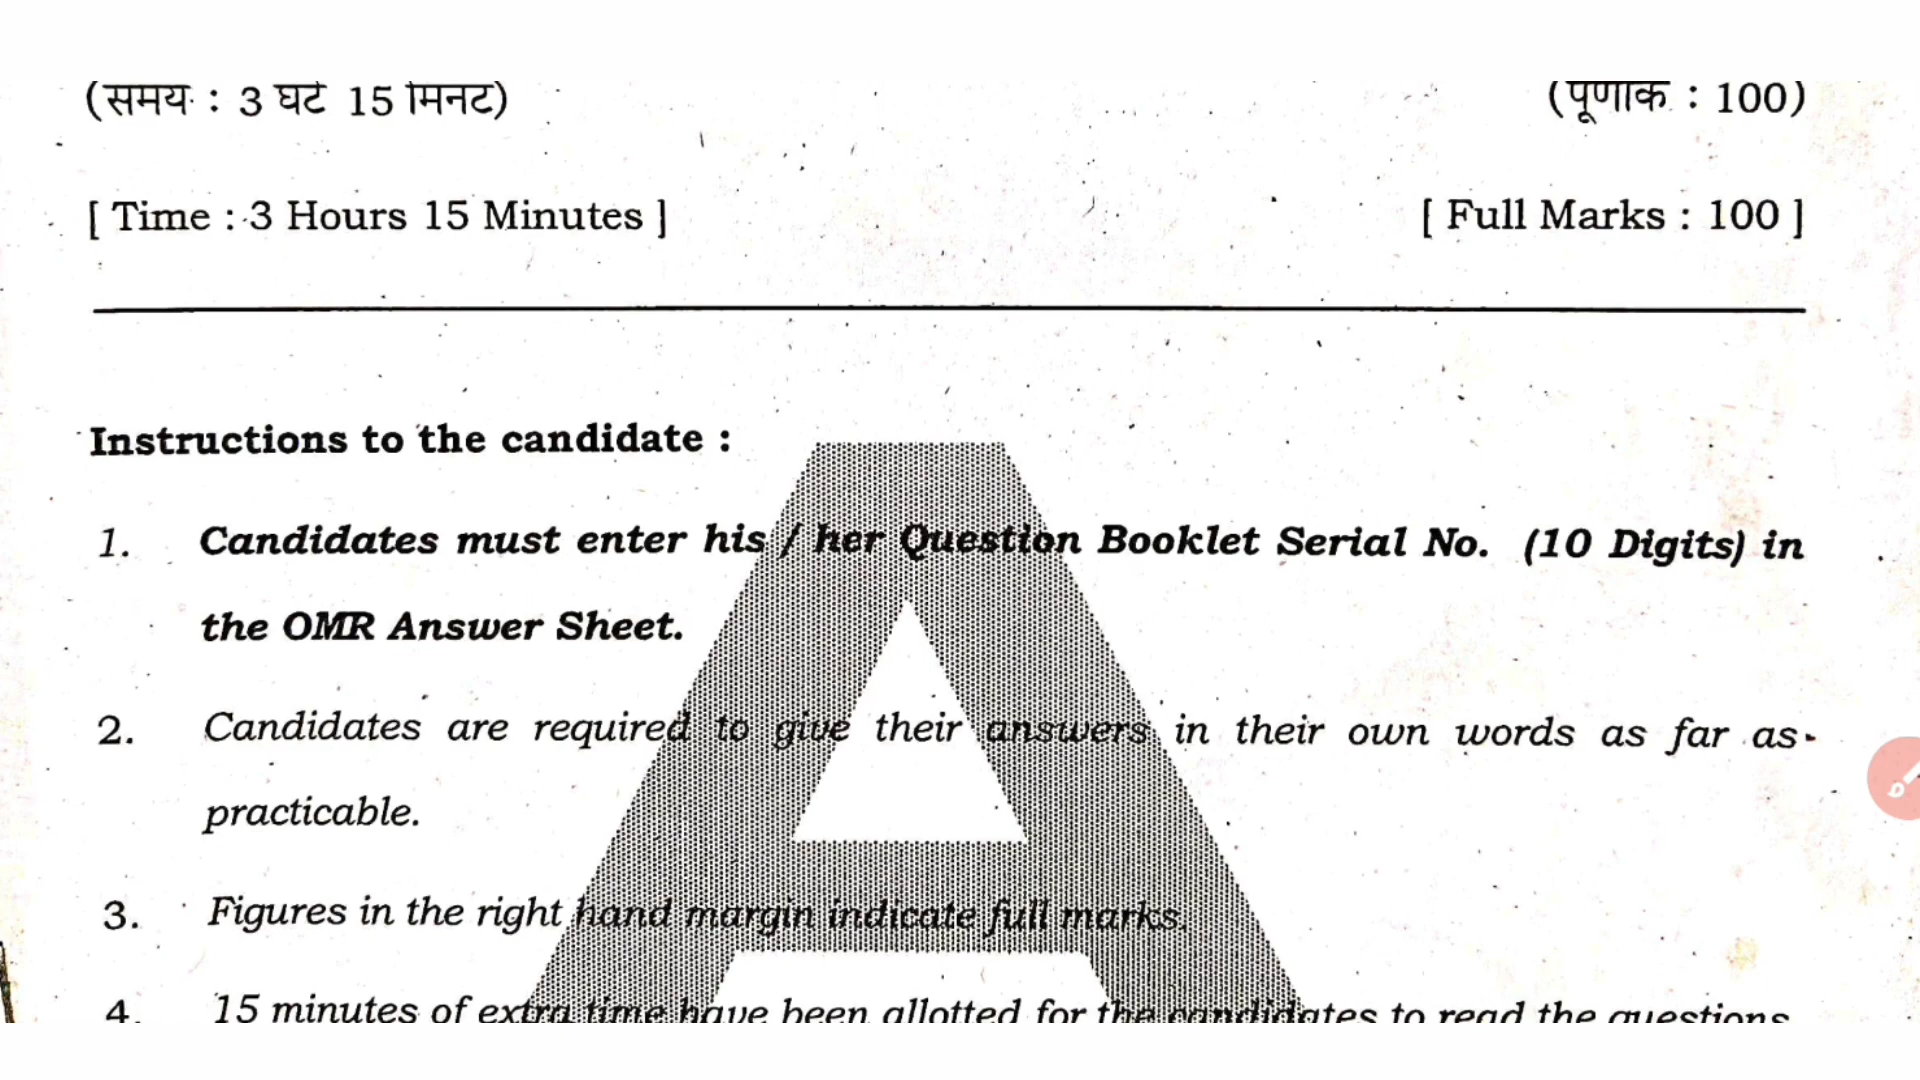 (समय : 3 घंटे 15 मिनट) (पूर्णांक : 100)
[ Time : 3 Hours 15 Minutes ] [ Full Marks : 100 ]
Instructions to the candidate :
1. Candidates must enter his / her Question Booklet Serial No. (10 Digits) in
the OMR Answer Sheet.
2. Candidates are required to give their answers in their own words as far as
practicable.
3. Figures in the right hand margin indicate full marks.
4. 15 minutes of extra time have been allotted for the candidates to read the questions
A